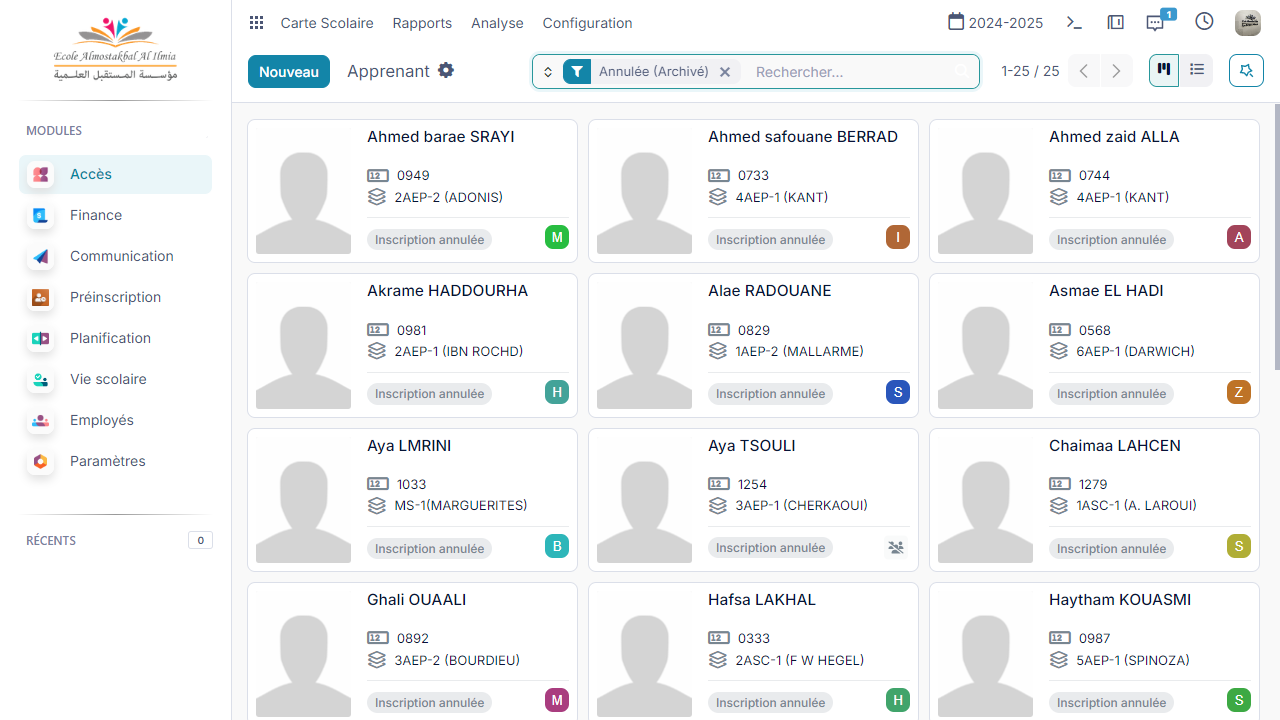 Ecole Almostakbal Al Ilmia
مؤسسة المستقبل العلمية
MODULES
Accès
Finance
Communication
Préinscription
Planification
Vie scolaire
Employés
Paramètres
RÉCENTS
0
Carte Scolaire
Rapports
Analyse
Configuration
2024-2025
1
Nouveau
Apprenant
Annulée (Archivé)
Rechercher...
1-25 / 25
Ahmed barae SRAYI
12 0949
2AEP-2 (ADONIS)
Inscription annulée
M
Ahmed safouane BERRAD
12 0733
4AEP-1 (KANT)
Inscription annulée
I
Ahmed zaid ALLA
12 0744
4AEP-1 (KANT)
Inscription annulée
A
Akrame HADDOURHA
12 0981
2AEP-1 (IBN ROCHD)
Inscription annulée
H
Alae RADOUANE
12 0829
1AEP-2 (MALLARME)
Inscription annulée
S
Asmae EL HADI
12 0568
6AEP-1 (DARWICH)
Inscription annulée
Z
Aya LMRINI
12 1033
MS-1(MARGUERITES)
Inscription annulée
B
Aya TSOULI
12 1254
3AEP-1 (CHERKAOUI)
Inscription annulée
Chaimaa LAHCEN
12 1279
1ASC-1 (A. LAROUI)
Inscription annulée
S
Ghali OUAALI
12 0892
3AEP-2 (BOURDIEU)
Inscription annulée
M
Hafsa LAKHAL
12 0333
2ASC-1 (F W HEGEL)
Inscription annulée
H
Haytham KOUASMI
12 0987
5AEP-1 (SPINOZA)
Inscription annulée
S